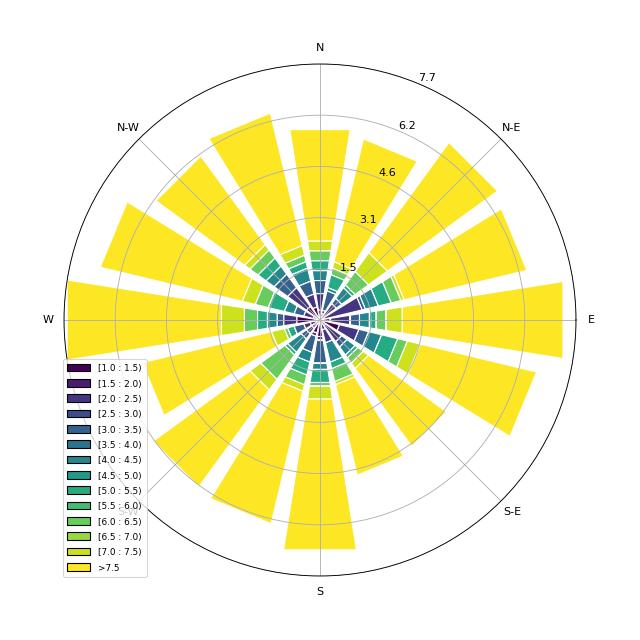 N
7.7
N-W
6.2
N-E
4.6
3.1
1.5
W
E
[1.0 : 1.5)
[1.5 : 2.0)
[2.0 : 2.5)
[2.5 : 3.0)
[3.0 : 3.5)
[3.5 : 4.0)
[4.0 : 4.5)
[4.5 : 5.0)
[5.0 : 5.5)
[5.5 : 6.0)
S-W
S-E
[6.0 : 6.5)
[6.5 : 7.0)
[7.0 : 7.5)
>7.5
S